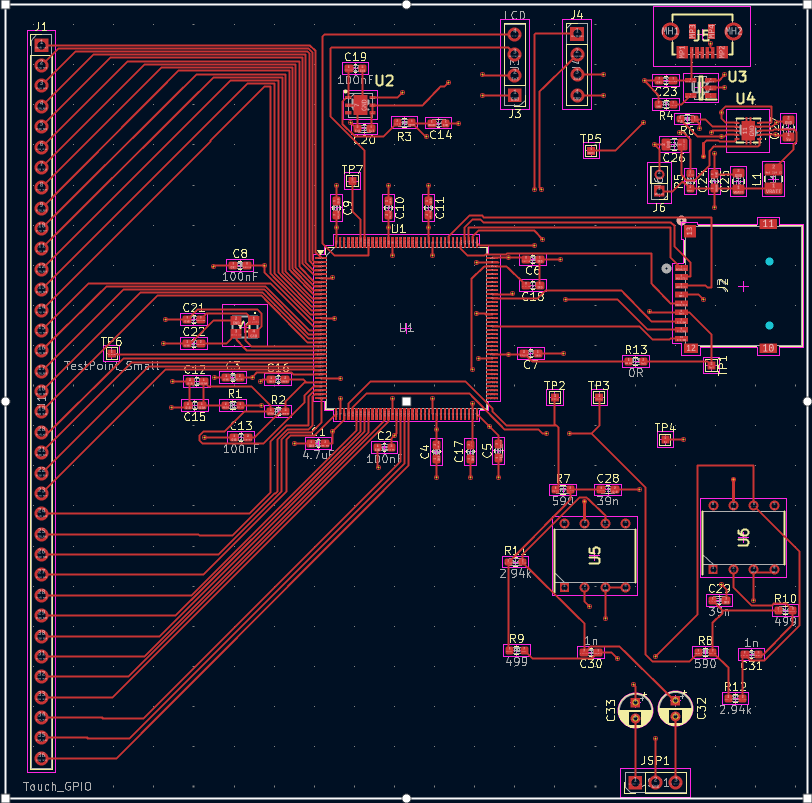 J1
LCD
J4
J5
MH1
MH2
C19
100nF
U2
C20
R3
C14
J3
U3
C23
R4
U4
R6
C27
C26
TP5
TP7
R5
C24
C25
L1
J6
C9
C10
C11
U1
11
13
C8
100nF
C6
C18
J2
C21
C22
TP6
TestPoint_Small
U1
C7
R13
0R
12
10
TP1
C12
C3
C16
C15
R1
R2
TP2
TP3
C13
100nF
C1
4.7uF
C2
100nF
C4
C17
C5
TP4
R7
590
C28
39n
U5
U6
R11
2.94k
C29
39n
R10
499
R9
499
1n
C30
R8
590
1n
C31
R12
2.94k
C33
C32
JSP1
Touch_GPIO